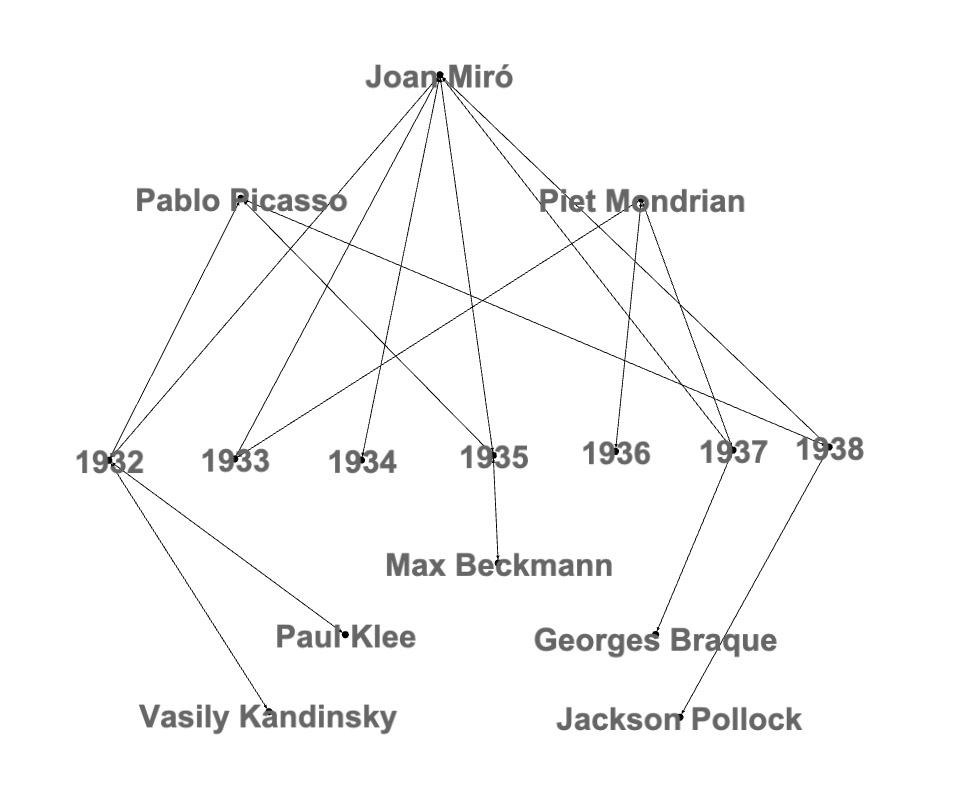 Joan Miró
Pablo Picasso
Piet Mondrian
1932
1933
1934
1935
1936
1937
1938
Max Beckmann
Paul Klee
Georges Braque
Vasily Kandinsky
Jackson Pollock